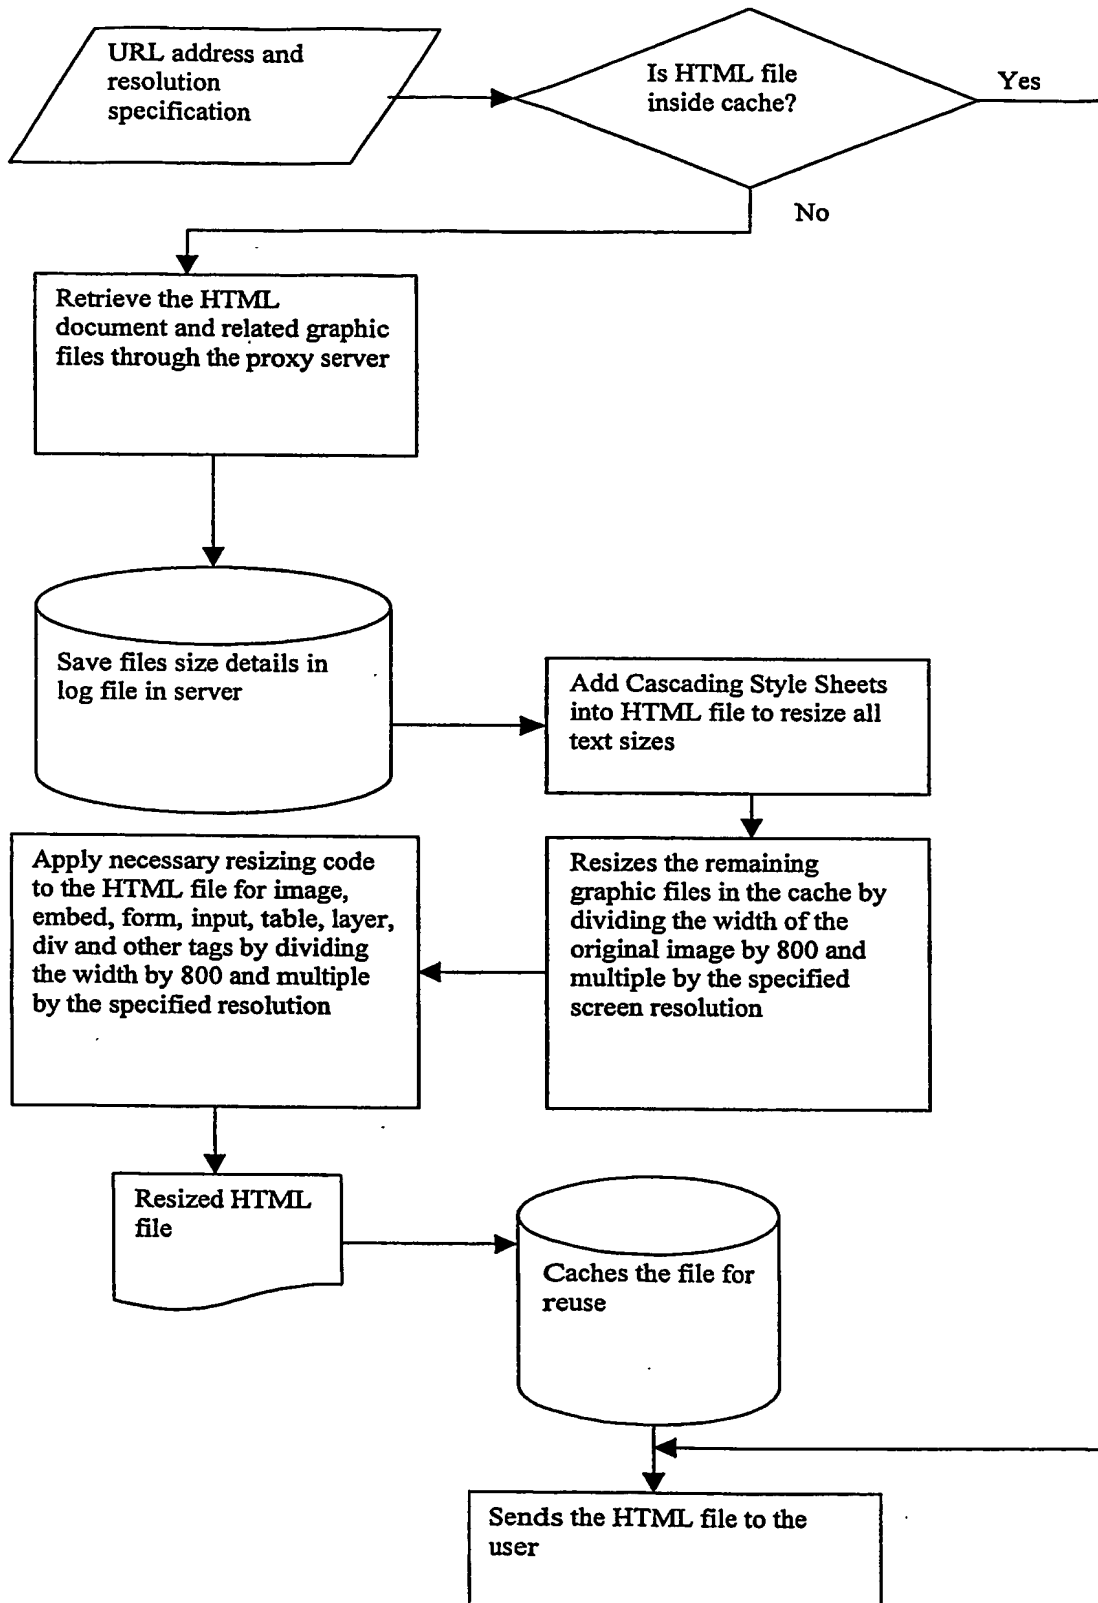 URL address and
resolution
specification
Is HTML file
inside cache?
Yes
No
Retrieve the HTML
document and related graphic
files through the proxy server
Save files size details in
log file in server
Add Cascading Style Sheets
into HTML file to resize all
text sizes
Resizes the remaining
graphic files in the cache by
dividing the width of the
original image by 800 and
multiple by the specified
screen resolution
Apply necessary resizing code
to the HTML file for image,
embed, form, input, table, layer,
div and other tags by dividing
the width by 800 and multiple
by the specified resolution
Resized HTML
file
Caches the file for
reuse
Sends the HTML file to the
user